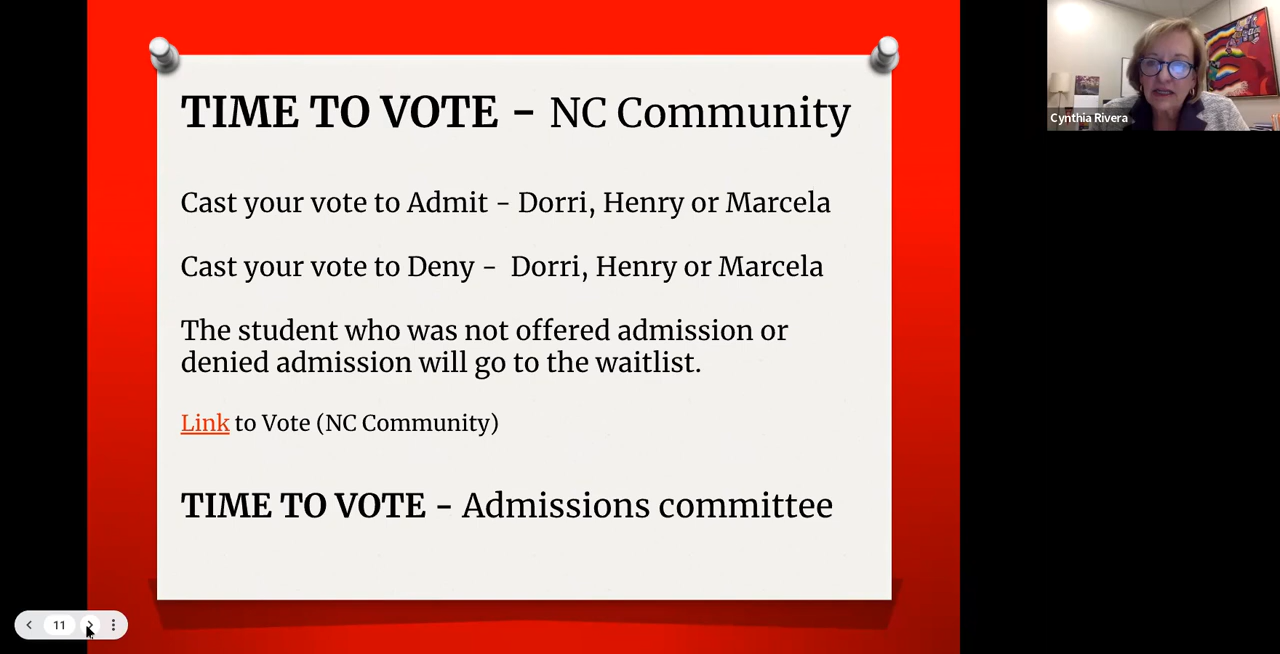 TIME TO VOTE - NC Community
Cast your vote to Admit - Dorri, Henry or Marcela
Cast your vote to Deny - Dorri, Henry or Marcela
The student who was not offered admission or
denied admission will go to the waitlist.
Link to Vote (NC Community)
TIME TO VOTE - Admissions committee
Cynthia Rivera
11